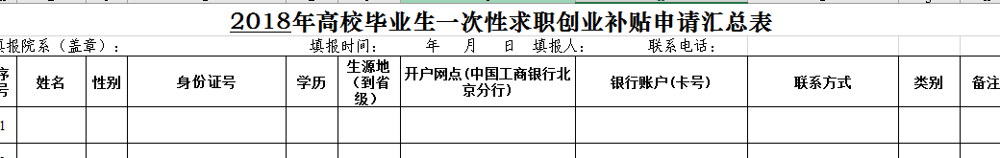 2018年高校毕业生一次性求职创业补贴申请汇总表
填报院系（盖章）： 填报时间： 年 月 日 填报人： 联系电话：
序号 姓名 性别 身份证号 学历 生源地（到省级） 开户网点(中国工商银行北京分行) 银行账户(卡号) 联系方式 类别 备注
1